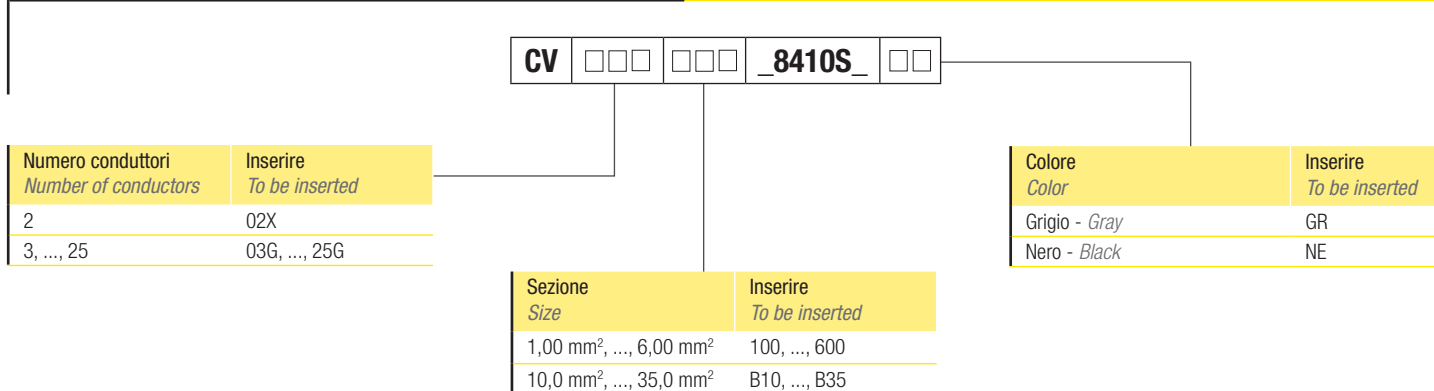 CV □□□ □□□ _8410S_ □□
Numero conduttori Inserire
Number of conductors To be inserted
2 02X
3, ..., 25 03G, ..., 25G
Colore Inserire
Color To be inserted
Grigio - Gray GR
Nero - Black NE
Sezione Inserire
Size To be inserted
1,00 mm², ..., 6,00 mm² 100, ..., 600
10,0 mm², ..., 35,0 mm² B10, ..., B35